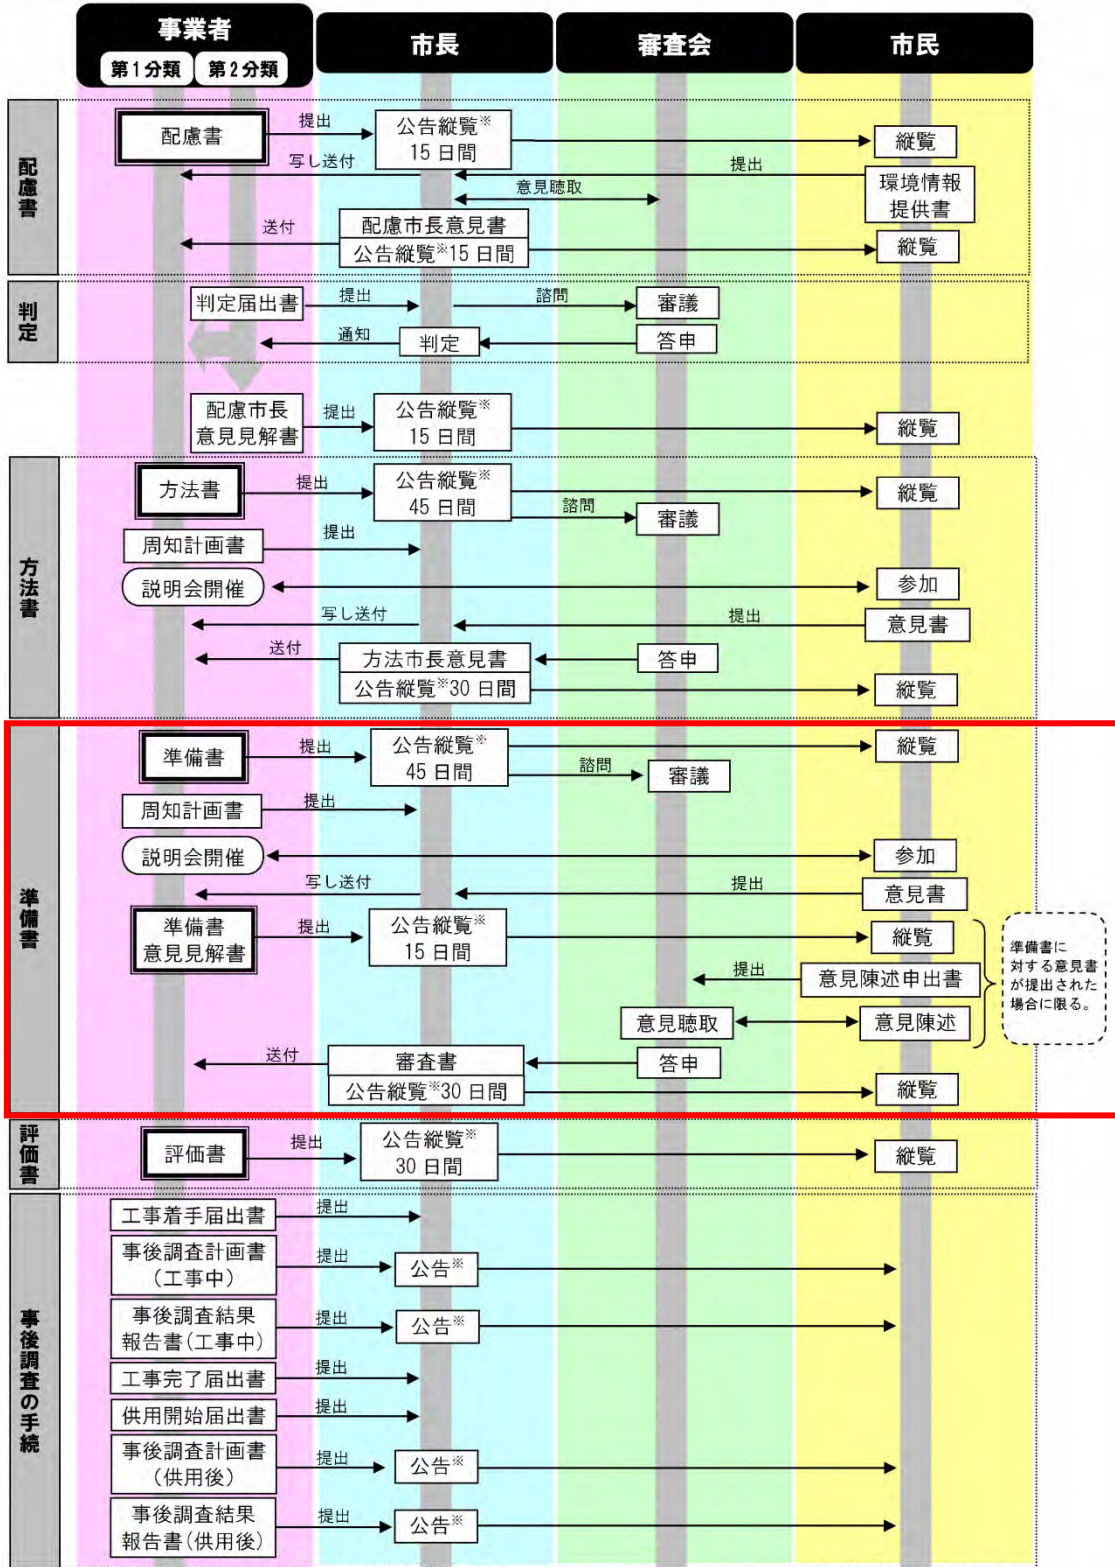 事業者
第1分類
第2分類
市長
審査会
市民
配慮書
配慮書
提出
公告縦覧※
15日間
縦覧
写し送付
提出
環境情報
提供書
意見聴取
送付
配慮市長意見書
公告縦覧※15日間
縦覧
判定
判定届出書
提出
諮問
審議
通知
判定
答申
配慮市長
意見見解書
提出
公告縦覧※
15日間
縦覧
方法書
方法書
提出
公告縦覧※
45日間
縦覧
諮問
審議
周知計画書
提出
説明会開催
参加
写し送付
提出
意見書
送付
方法市長意見書
答申
公告縦覧※30日間
縦覧
準備書
準備書
提出
公告縦覧※
45日間
縦覧
諮問
審議
周知計画書
提出
説明会開催
参加
写し送付
提出
意見書
準備書
意見見解書
提出
公告縦覧※
15日間
縦覧
提出
意見陳述申出書
意見聴取
意見陳述
準備書に
対する意見書
が提出された
場合に限る。
送付
審査書
答申
公告縦覧※30日間
縦覧
評価書
評価書
提出
公告縦覧※
30日間
縦覧
事後調査の手続
工事着手届出書
提出
事後調査計画書
(工事中)
提出
公告※
事後調査結果
報告書(工事中)
提出
公告※
工事完了届出書
提出
供用開始届出書
提出
事後調査計画書
(供用後)
提出
公告※
事後調査結果
報告書(供用後)
提出
公告※